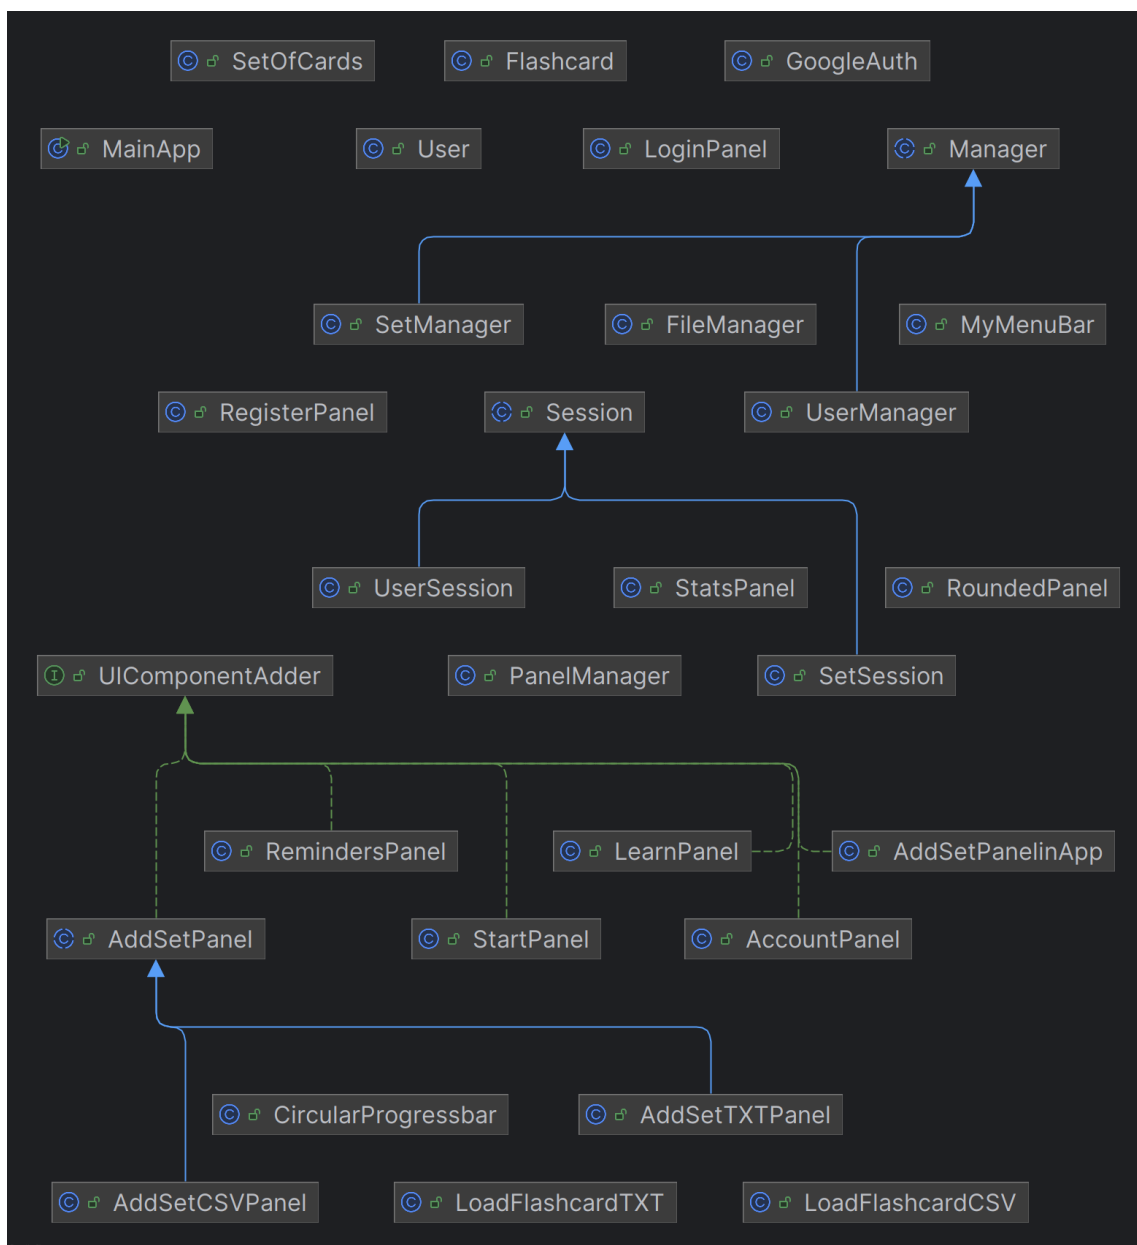 SetOfCards
Flashcard
GoogleAuth
MainApp
User
LoginPanel
Manager
SetManager
FileManager
MyMenuBar
RegisterPanel
Session
UserManager
UserSession
StatsPanel
RoundedPanel
UIComponentAdder
PanelManager
SetSession
RemindersPanel
LearnPanel
AddSetPanelinApp
AddSetPanel
StartPanel
AccountPanel
CircularProgressbar
AddSetTXTPanel
AddSetCSVPanel
LoadFlashcardTXT
LoadFlashcardCSV